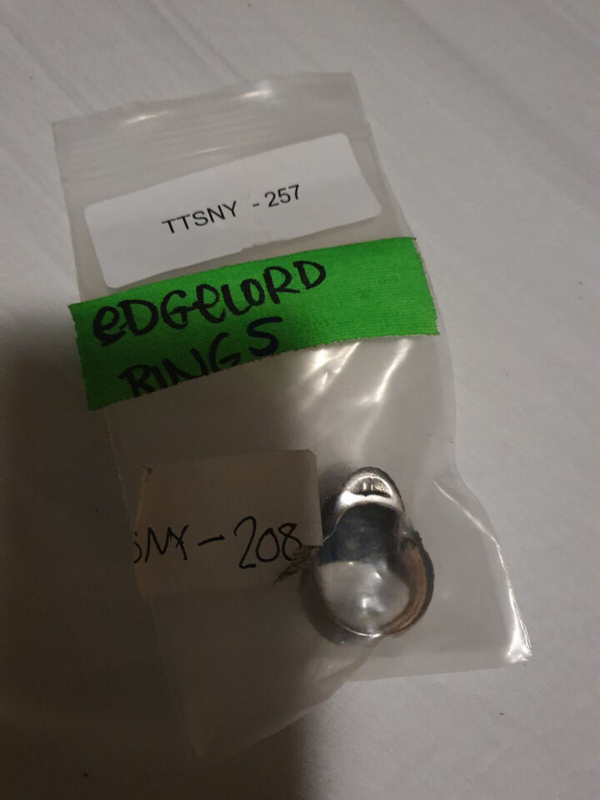 TTSNY - 257
eDGeLORD
RINGS
SNY - 208